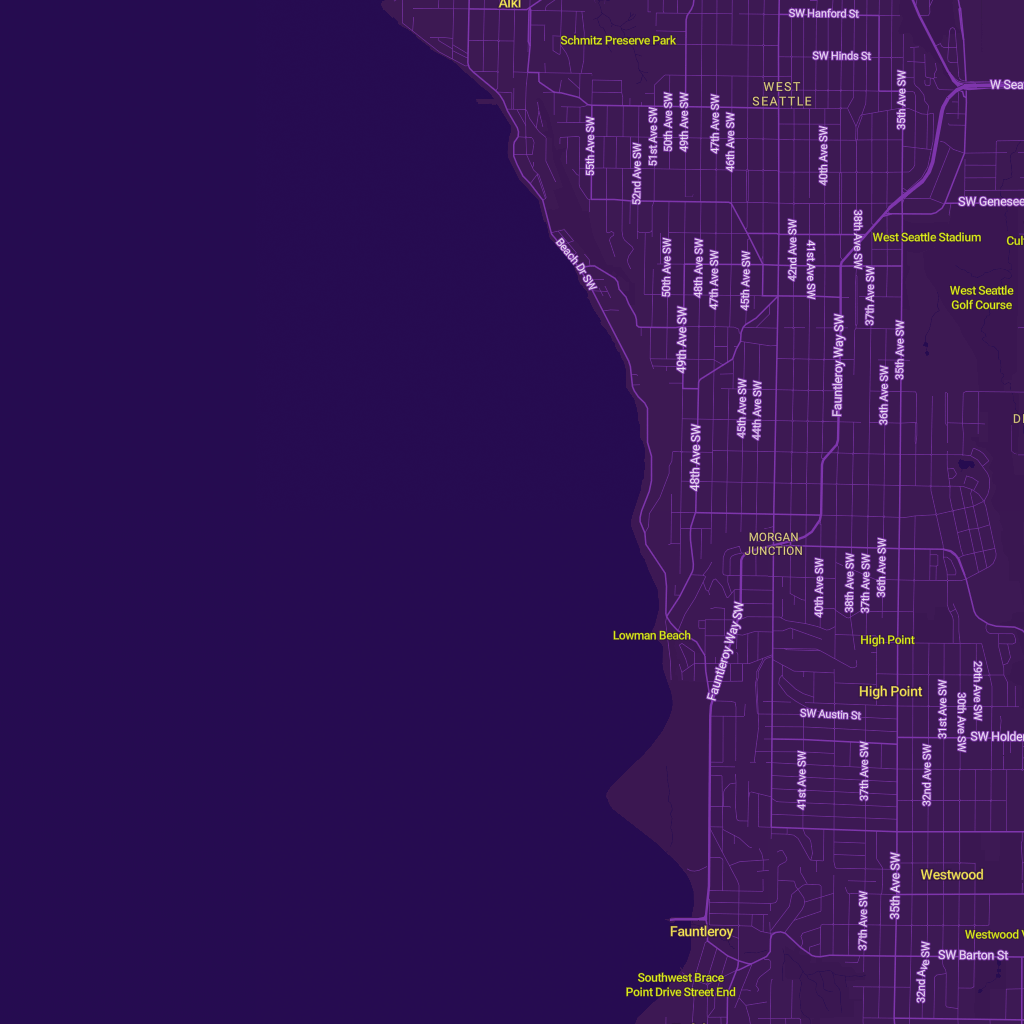 Alki
SW Hanford St
Schmitz Preserve Park
SW Hinds St
W Sea
WEST
SEATTLE
35th Ave SW
50th Ave SW
49th Ave SW
47th Ave SW
51st Ave SW
46th Ave SW
55th Ave SW
40th Ave SW
52nd Ave SW
SW Genesee
38th Ave SW
West Seattle Stadium
Cul
42nd Ave SW
41st Ave SW
Beach Dr SW
50th Ave SW
48th Ave SW
47th Ave SW
45th Ave SW
37th Ave SW
West Seattle
Golf Course
49th Ave SW
Fauntleroy Way SW
35th Ave SW
36th Ave SW
45th Ave SW
44th Ave SW
48th Ave SW
MORGAN
JUNCTION
40th Ave SW
38th Ave SW
37th Ave SW
36th Ave SW
Fauntleroy Way SW
Lowman Beach
High Point
High Point
29th Ave SW
31st Ave SW
30th Ave SW
SW Austin St
SW Holden
41st Ave SW
37th Ave SW
32nd Ave SW
35th Ave SW
Westwood
37th Ave SW
Fauntleroy
Westwood V
SW Barton St
32nd Ave SW
Southwest Brace
Point Drive Street End